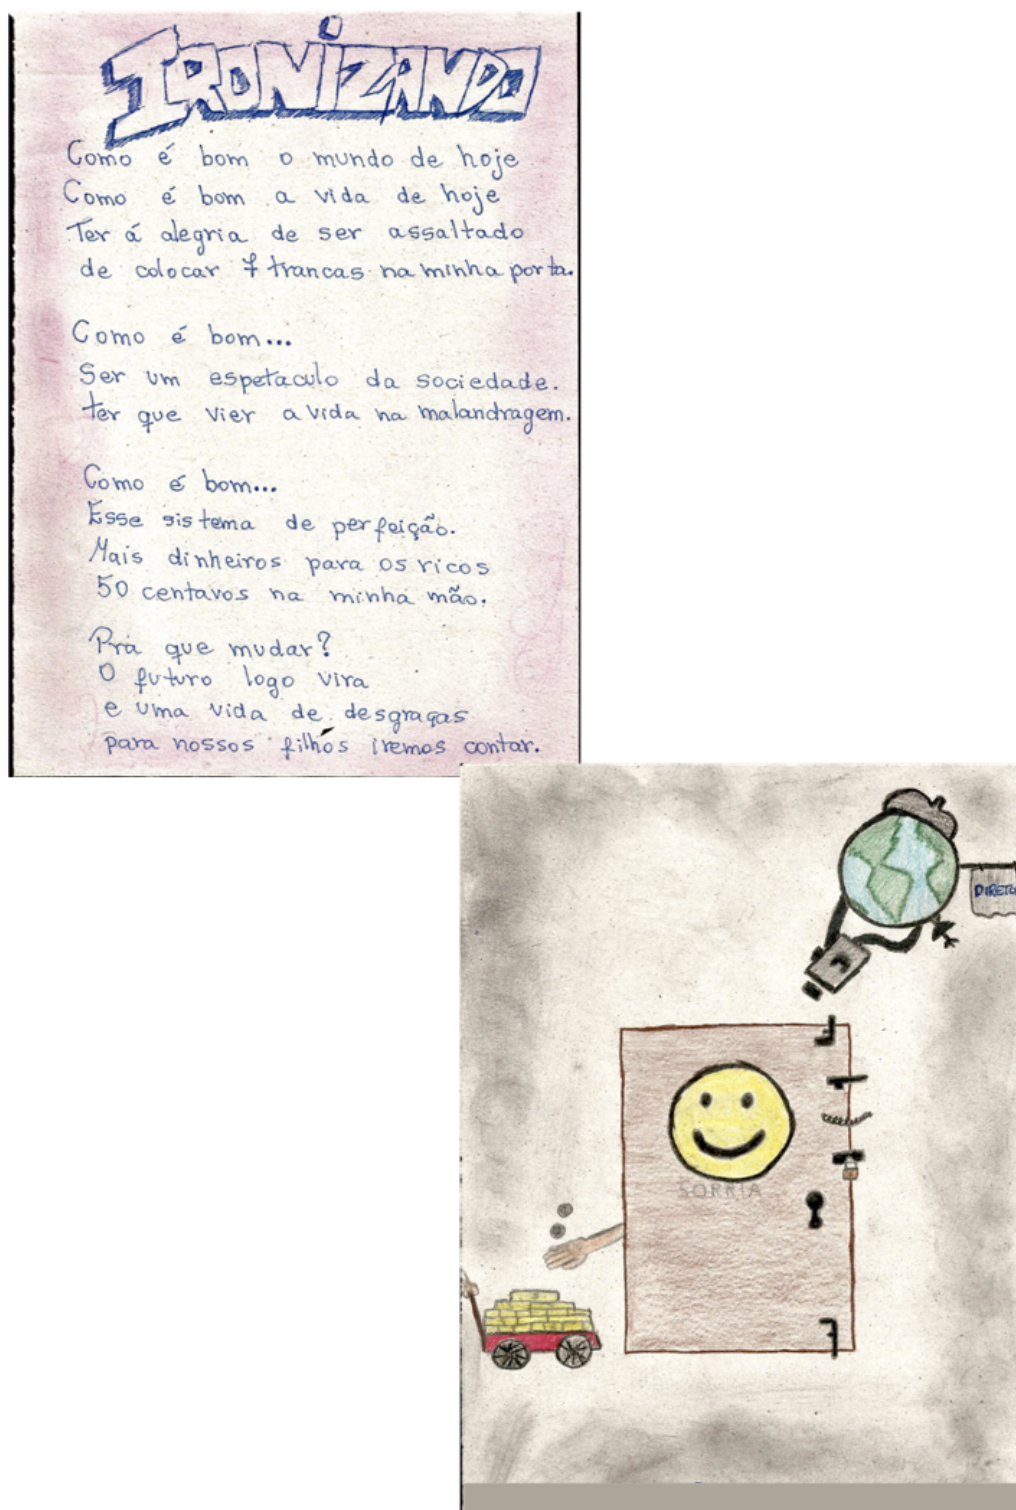 IRONIZANDO
Como é bom o mundo de hoje
Como é bom a vida de hoje
Ter á alegria de ser assaltado
de colocar 7 trancas na minha porta.
Como é bom...
Ser um espetaculo da sociedade.
ter que vier a vida na malandragem.
Como é bom...
Esse sistema de perfeição.
Mais dinheiros para os ricos
50 centavos na minha mão.
Pra que mudar?
O futuro logo vira
e uma vida de desgraças
para nossos filhós iremos contar.
SORRIA